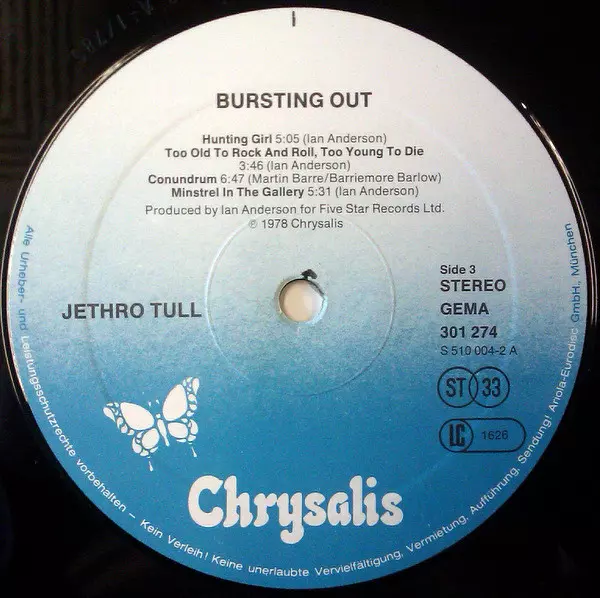 BURSTING OUT
Hunting Girl 5:05 (Ian Anderson)
Too Old To Rock And Roll, Too Young To Die
3:46 (Ian Anderson)
Conundrum 6:47 (Martin Barre/Barriemore Barlow)
Minstrel In The Gallery 5:31 (Ian Anderson)
Produced by Ian Anderson for Five Star Records Ltd.
℗ 1978 Chrysalis
JETHRO TULL
Side 3
STEREO
GEMA
301 274
S 510 004-2 A
ST 33
LC 1626
Chrysalis
Alle Urheber- und Leistungsschutzrechte vorbehalten – Kein Verleih! Keine unerlaubte Vervielfältigung, Vermietung, Aufführung, Sendung! Ariola-Eurodisc GmbH., München